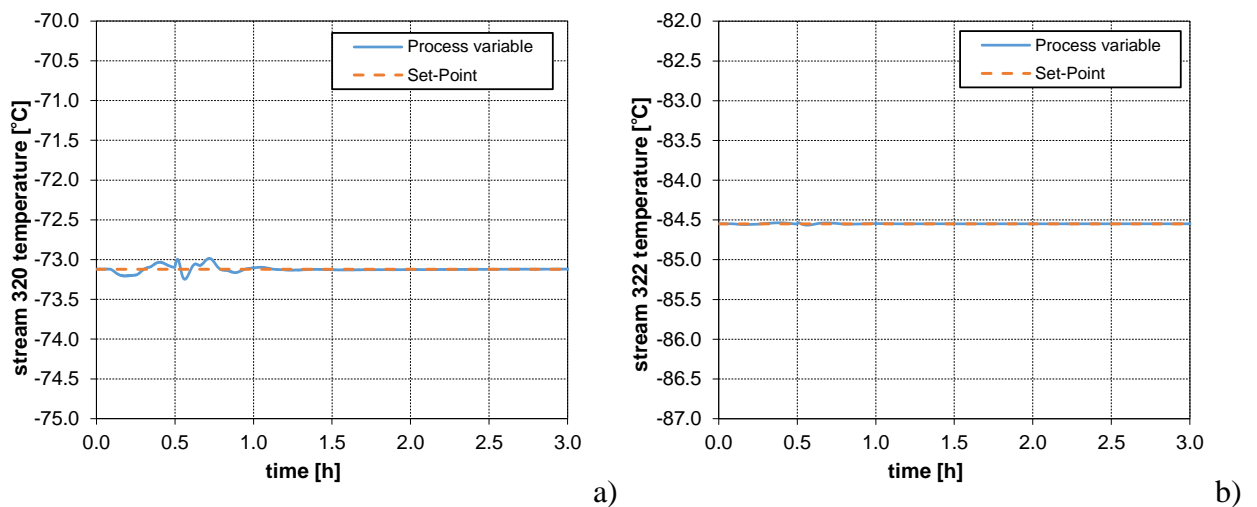 -70.0
-70.5
-71.0
-71.5
-72.0
-72.5
-73.0
-73.5
-74.0
-74.5
-75.0
stream 320 temperature [°C]
Process variable
Set-Point
0.0 0.5 1.0 1.5 2.0 2.5 3.0
time [h]
a)
-82.0
-82.5
-83.0
-83.5
-84.0
-84.5
-85.0
-85.5
-86.0
-86.5
-87.0
stream 322 temperature [°C]
Process variable
Set-Point
0.0 0.5 1.0 1.5 2.0 2.5 3.0
time [h]
b)